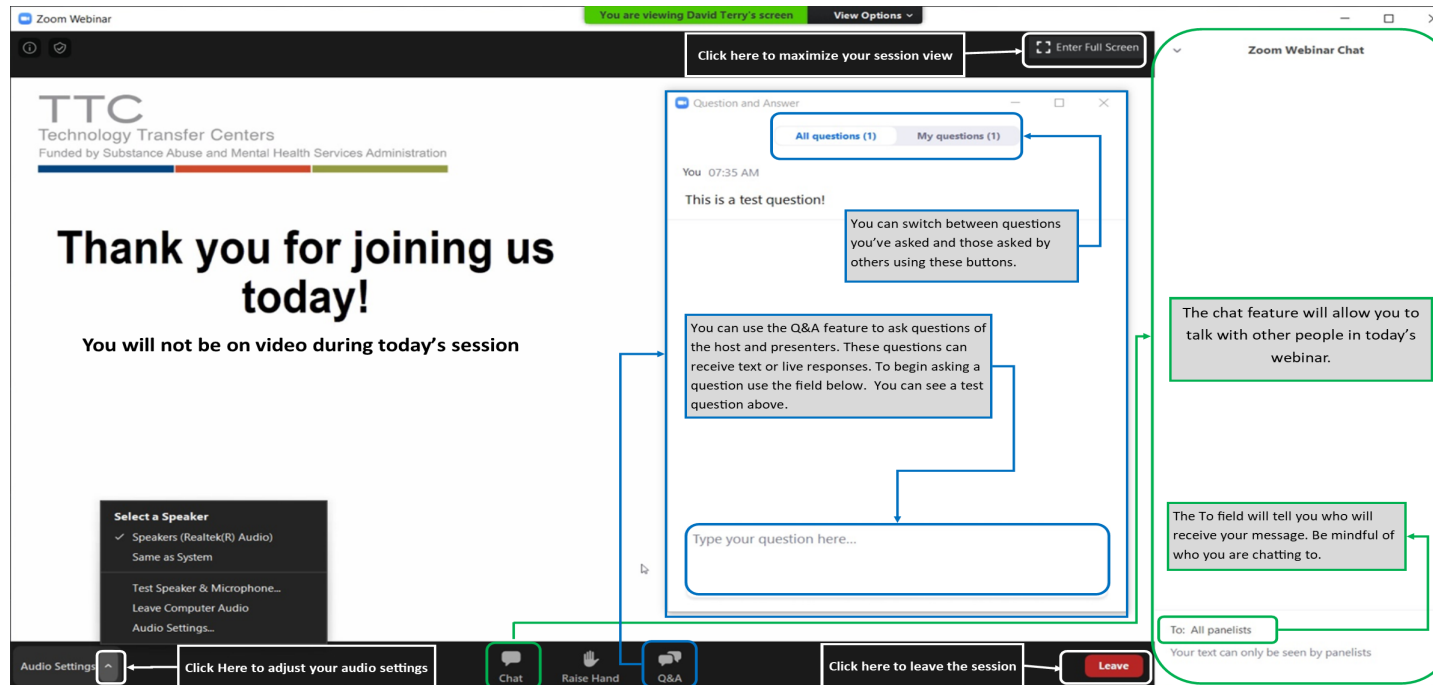 Zoom Webinar
You are viewing David Terry's screen
View Options
Click here to maximize your session view
Enter Full Screen
Zoom Webinar Chat
TTC
Technology Transfer Centers
Funded by Substance Abuse and Mental Health Services Administration
Thank you for joining us
today!
You will not be on video during today's session
Question and Answer
All questions (1)
My questions (1)
You 07:35 AM
This is a test question!
You can switch between questions
you've asked and those asked by
others using these buttons.
You can use the Q&A feature to ask questions of
the host and presenters. These questions can
receive text or live responses. To begin asking a
question use the field below. You can see a test
question above.
Type your question here...
The chat feature will allow you to
talk with other people in today's
webinar.
The To field will tell you who will
receive your message. Be mindful of
who you are chatting to.
To: All panelists
Your text can only be seen by panelists
Select a Speaker
Speakers (Realtek(R) Audio)
Same as System
Test Speaker & Microphone...
Leave Computer Audio
Audio Settings...
Audio Settings
Click Here to adjust your audio settings
Chat
Raise Hand
Q&A
Click here to leave the session
Leave